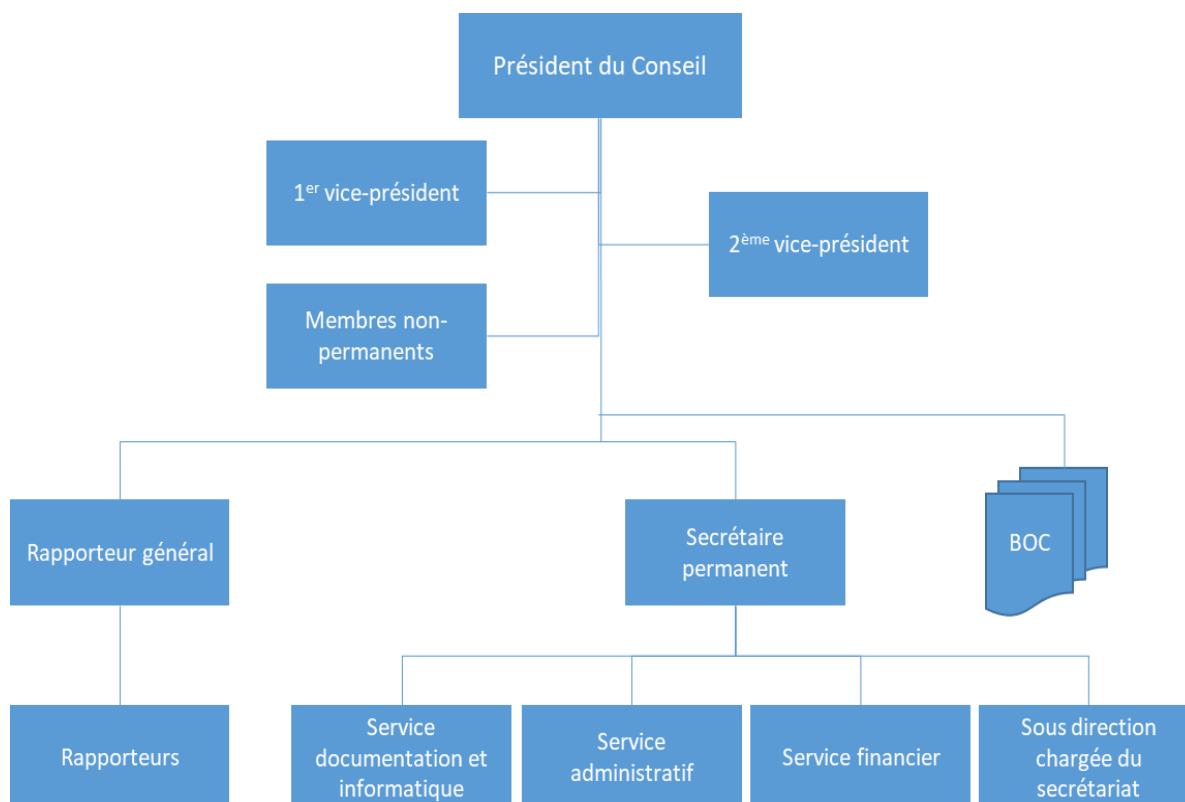 Président du Conseil
1er vice-président
2ème vice-président
Membres non-
permanents
Rapporteur général
Secrétaire
permanent
BOC
Rapporteurs
Service
documentation et
informatique
Service
administratif
Service financier
Sous direction
chargée du
secrétariat